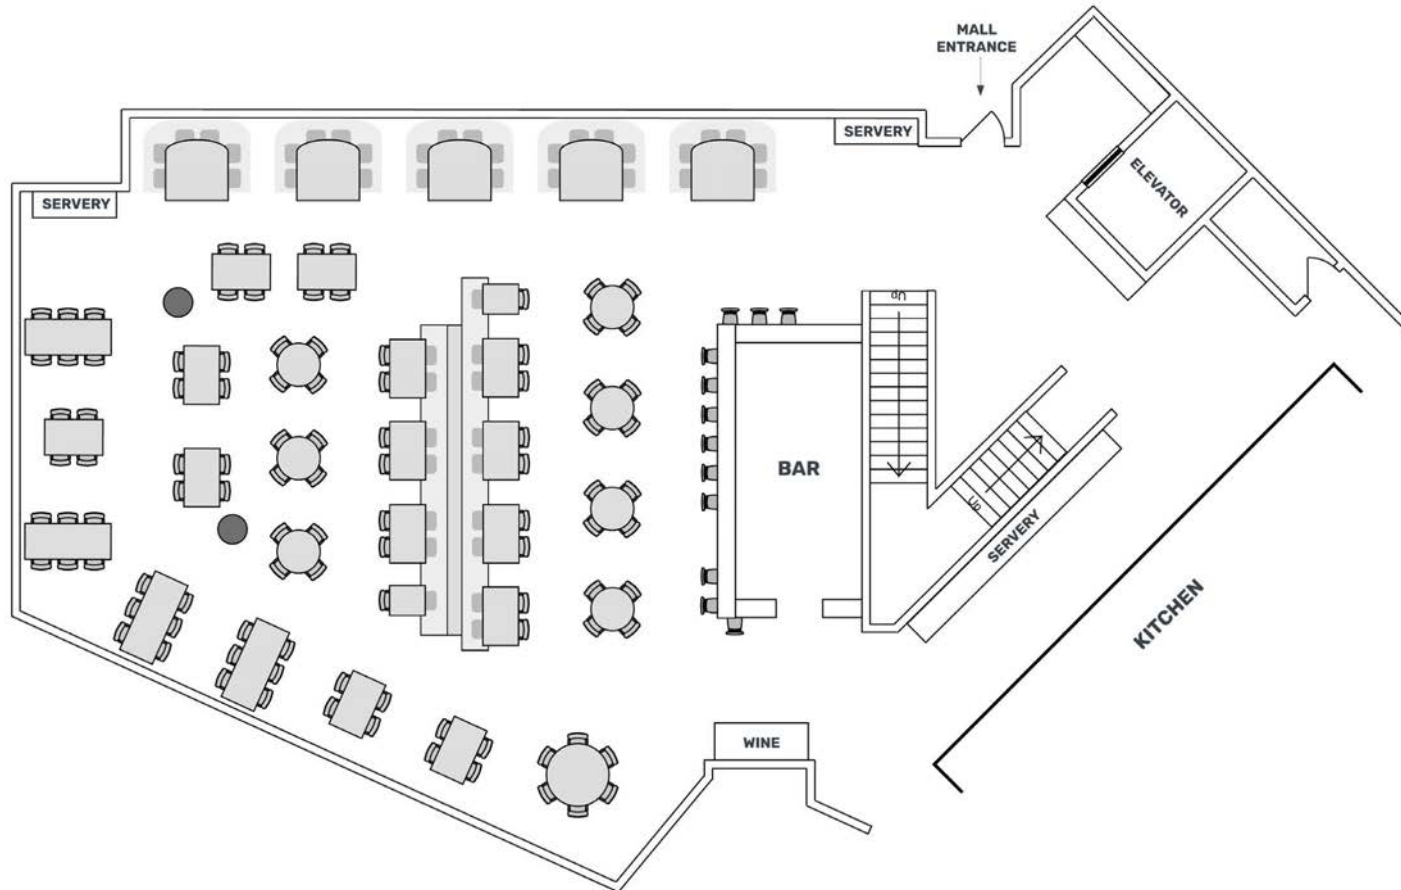 MALL
ENTRANCE
SERVERY
SERVERY
ELEVATOR
Up
BAR
Up
SERVERY
KITCHEN
WINE